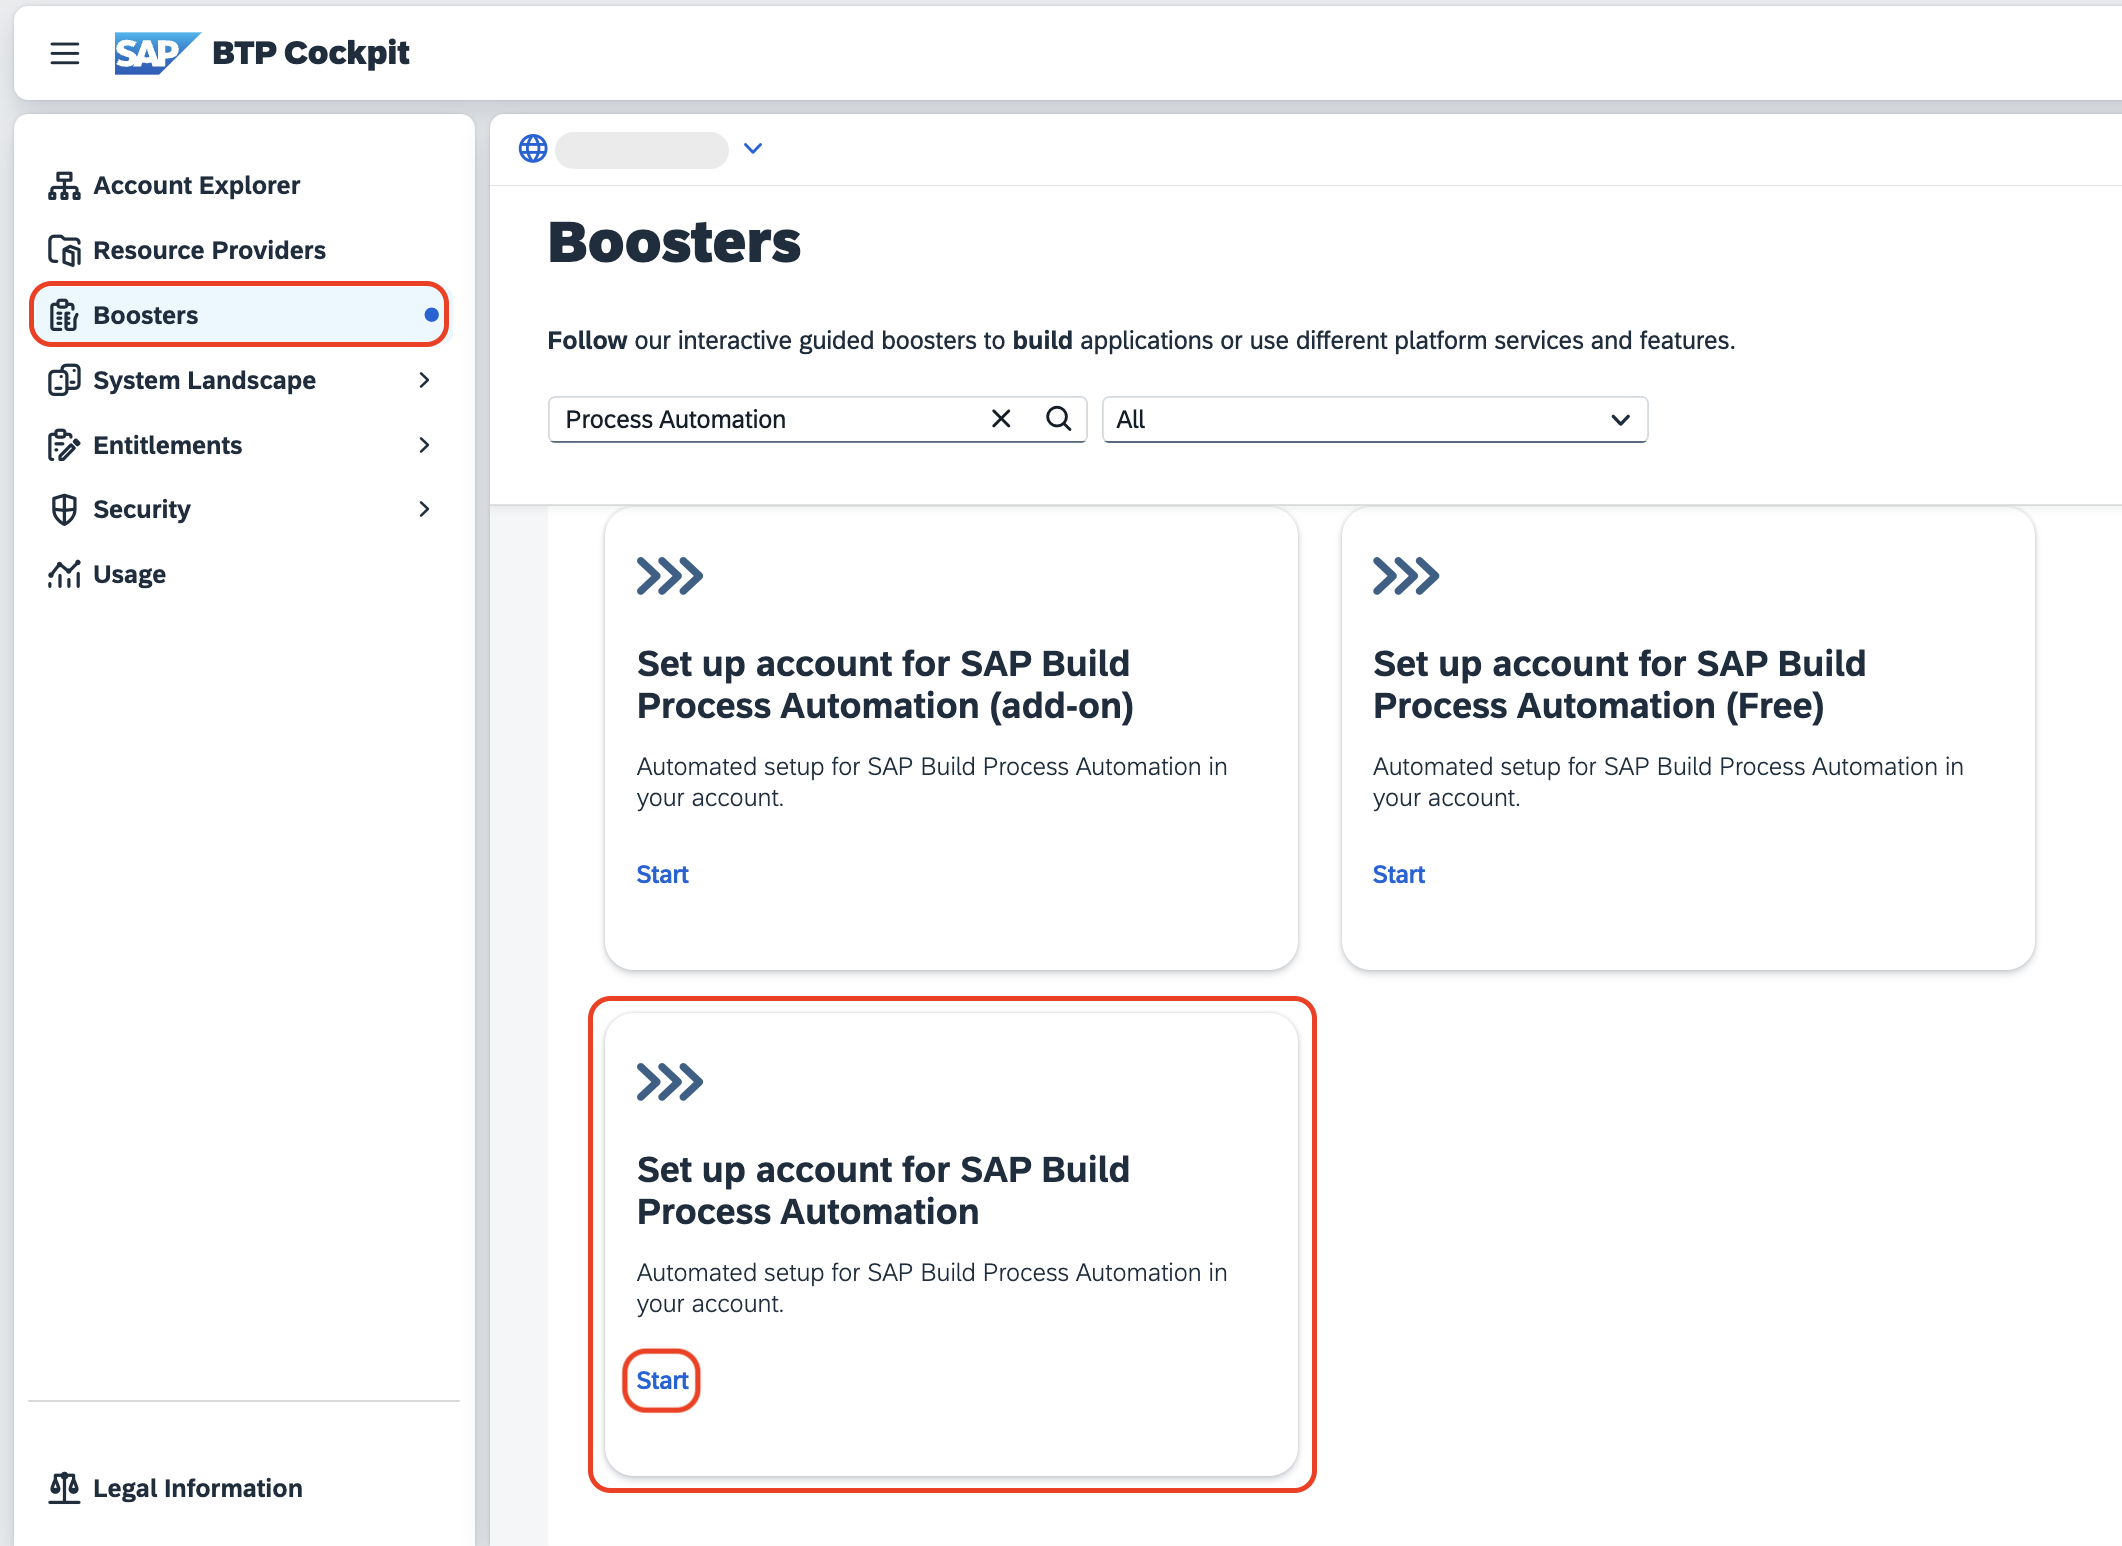 SAP BTP Cockpit
Account Explorer
Resource Providers
Boosters
System Landscape
Entitlements
Security
Usage
Legal Information
Boosters
Follow our interactive guided boosters to build applications or use different platform services and features.
Process Automation
All
Set up account for SAP Build
Process Automation (add-on)
Automated setup for SAP Build Process Automation in
your account.
Start
Set up account for SAP Build
Process Automation (Free)
Automated setup for SAP Build Process Automation in
your account.
Start
Set up account for SAP Build
Process Automation
Automated setup for SAP Build Process Automation in
your account.
Start